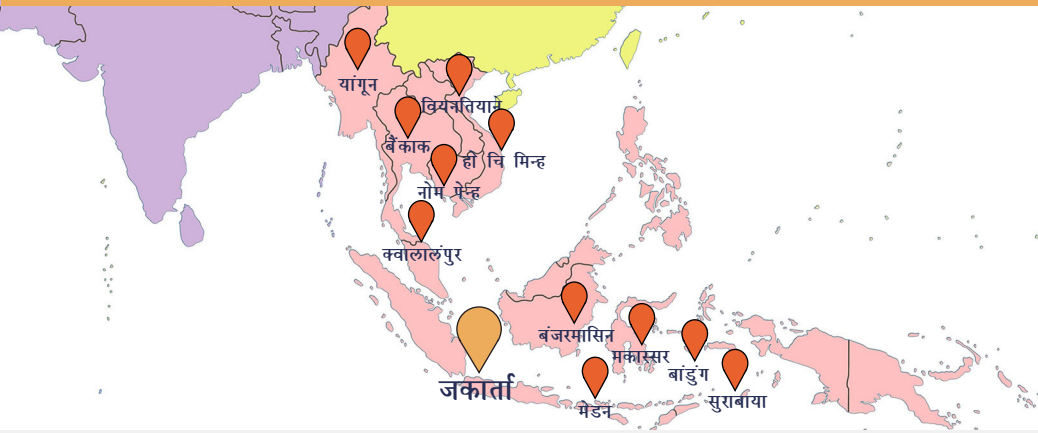 यांगून
वियनतियाने
बैंकाक
हो चि मिन्ह
नोम पेन्ह
क्वालालंपुर
बंजरमासिन
मकास्सर
बांडुंग
जकार्ता
मेडन
सुराबाया